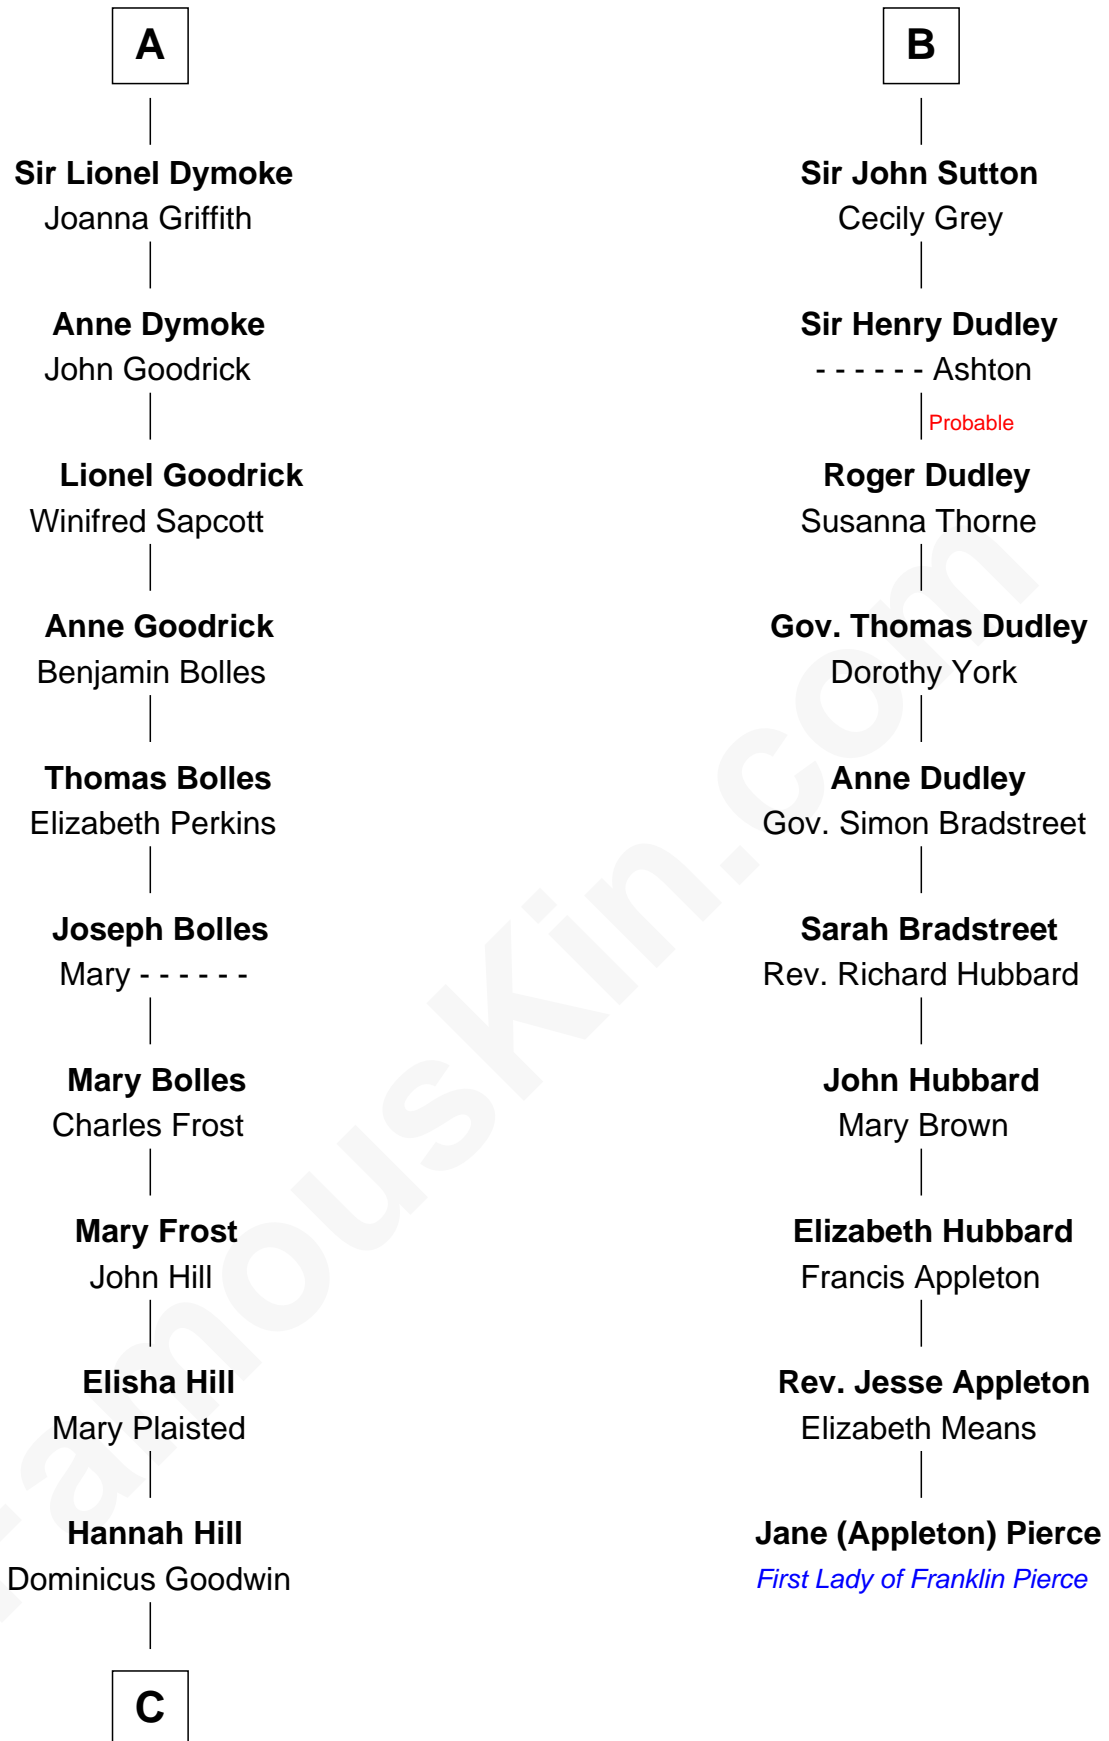 A
Sir Lionel Dymoke
Joanna Griffith
Anne Dymoke
John Goodrick
Lionel Goodrick
Winifred Sapcott
Anne Goodrick
Benjamin Bolles
Thomas Bolles
Elizabeth Perkins
Joseph Bolles
Mary - - - - - -
Mary Bolles
Charles Frost
Mary Frost
John Hill
Elisha Hill
Mary Plaisted
Hannah Hill
Dominicus Goodwin
C
B
Sir John Sutton
Cecily Grey
Sir Henry Dudley
- - - - - - Ashton
Probable
Roger Dudley
Susanna Thorne
Gov. Thomas Dudley
Dorothy York
Anne Dudley
Gov. Simon Bradstreet
Sarah Bradstreet
Rev. Richard Hubbard
John Hubbard
Mary Brown
Elizabeth Hubbard
Francis Appleton
Rev. Jesse Appleton
Elizabeth Means
Jane (Appleton) Pierce
First Lady of Franklin Pierce
FamousKin.com